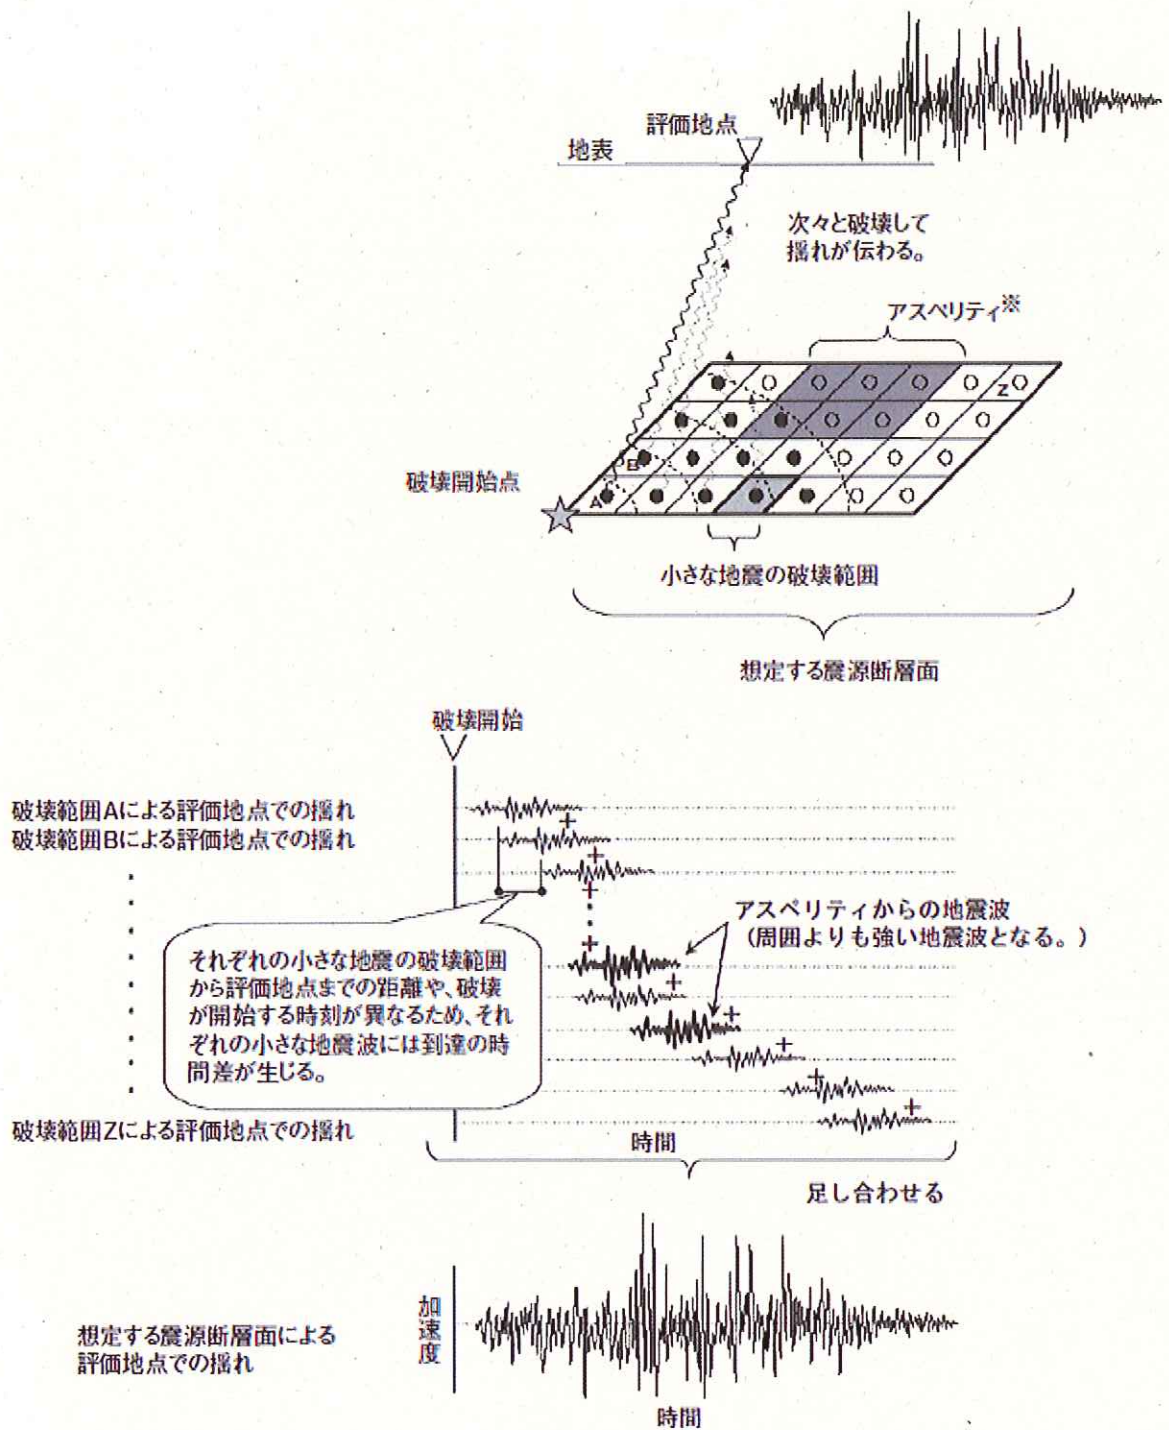 評価地点
地表
次々と破壊して
揺れが伝わる。
アスペリティ※
Z
B
破壊開始点
A
小さな地震の破壊範囲
想定する震源断層面
破壊開始
破壊範囲Aによる評価地点での揺れ
+
破壊範囲Bによる評価地点での揺れ
+
+
アスペリティからの地震波
(周囲よりも強い地震波となる。)
+
それぞれの小さな地震の破壊範囲
から評価地点までの距離や、破壊
が開始する時刻が異なるため、それ
ぞれの小さな地震波には到達の時
間差が生じる。
+
+
+
+
+
破壊範囲Zによる評価地点での揺れ
時間
足し合わせる
加速度
想定する震源断層面による
評価地点での揺れ
時間